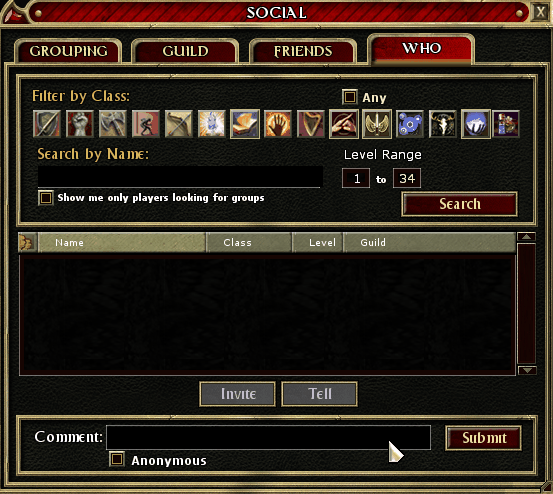 SOCIAL
X
GROUPING GUILD FRIENDS WHO
Filter by Class: Any
Search by Name: Level Range
1 to 34
Show me only players looking for groups
Search
Name Class Level Guild
Invite Tell
Comment: Submit
Anonymous